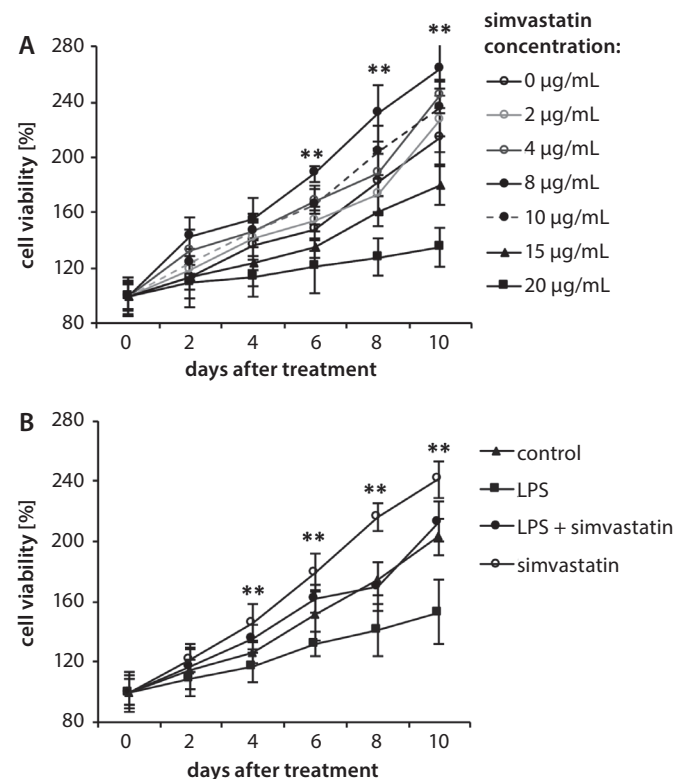 A
simvastatin
concentration:
0 µg/mL
2 µg/mL
4 µg/mL
8 µg/mL
10 µg/mL
15 µg/mL
20 µg/mL
cell viability [%]
280
240
200
160
120
80
**
**
**
0 2 4 6 8 10
days after treatment
B
control
LPS
LPS + simvastatin
simvastatin
cell viability [%]
280
240
200
160
120
80
**
**
**
**
0 2 4 6 8 10
days after treatment